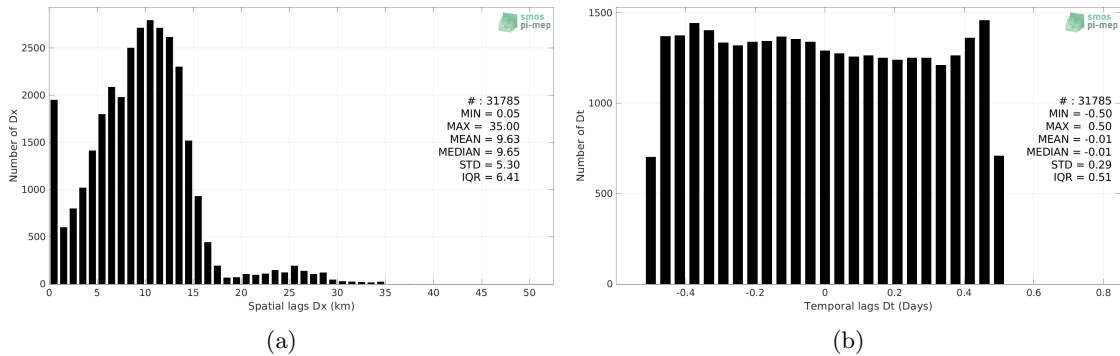 smos
pi-mep
2500
2000
1500
1000
500
0
Number of Dx
# : 31785
MIN = 0.05
MAX = 35.00
MEAN = 9.63
MEDIAN = 9.65
STD = 5.30
IQR = 6.41
0 5 10 15 20 25 30 35 40 45 50
Spatial lags Dx (km)
(a)
smos
pi-mep
1500
1000
500
0
Number of Dt
# : 31785
MIN = -0.50
MAX = 0.50
MEAN = -0.01
MEDIAN = -0.01
STD = 0.29
IQR = 0.51
-0.4 -0.2 0 0.2 0.4 0.6 0.8
Temporal lags Dt (Days)
(b)